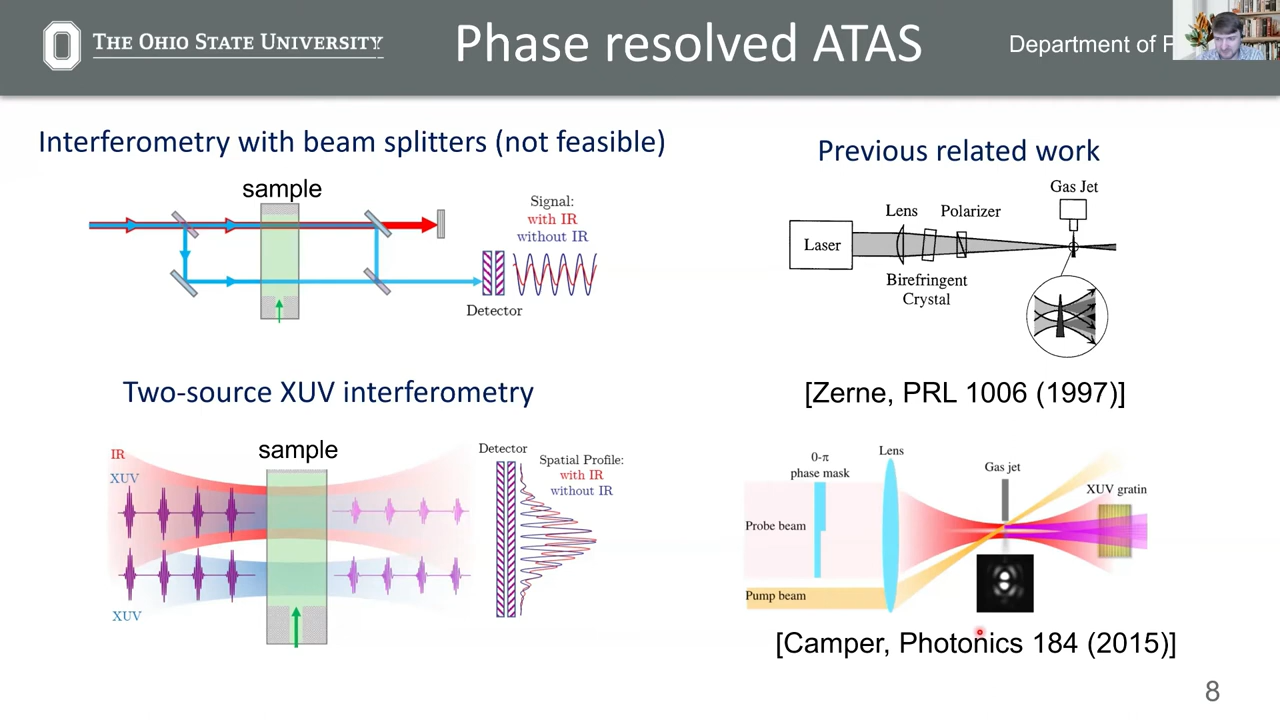 THE OHIO STATE UNIVERSITY
Phase resolved ATAS
Department of
Interferometry with beam splitters (not feasible)
sample
Signal:
with IR
without IR
Detector
Previous related work
Gas Jet
Lens
Polarizer
Laser
Birefringent
Crystal
[Zerne, PRL 1006 (1997)]
Two-source XUV interferometry
sample
IR
XUV
XUV
Detector
Spatial Profile:
with IR
without IR
0-π
phase mask
Lens
Gas jet
XUV gratin
Probe beam
Pump beam
[Camper, Photonics 184 (2015)]
8